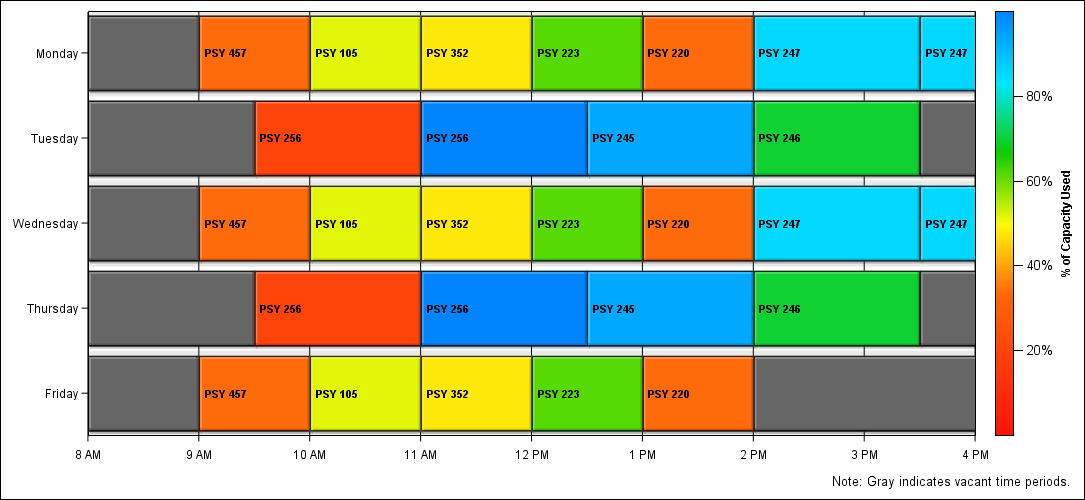 Monday PSY 457 PSY 105 PSY 352 PSY 223 PSY 220 PSY 247 PSY 247
80%
Tuesday PSY 256 PSY 256 PSY 245 PSY 246
60%
% of Capacity Used
Wednesday PSY 457 PSY 105 PSY 352 PSY 223 PSY 220 PSY 247 PSY 247
40%
Thursday PSY 256 PSY 256 PSY 245 PSY 246
20%
Friday PSY 457 PSY 105 PSY 352 PSY 223 PSY 220
8 AM 9 AM 10 AM 11 AM 12 PM 1 PM 2 PM 3 PM 4 PM
Note: Gray indicates vacant time periods.